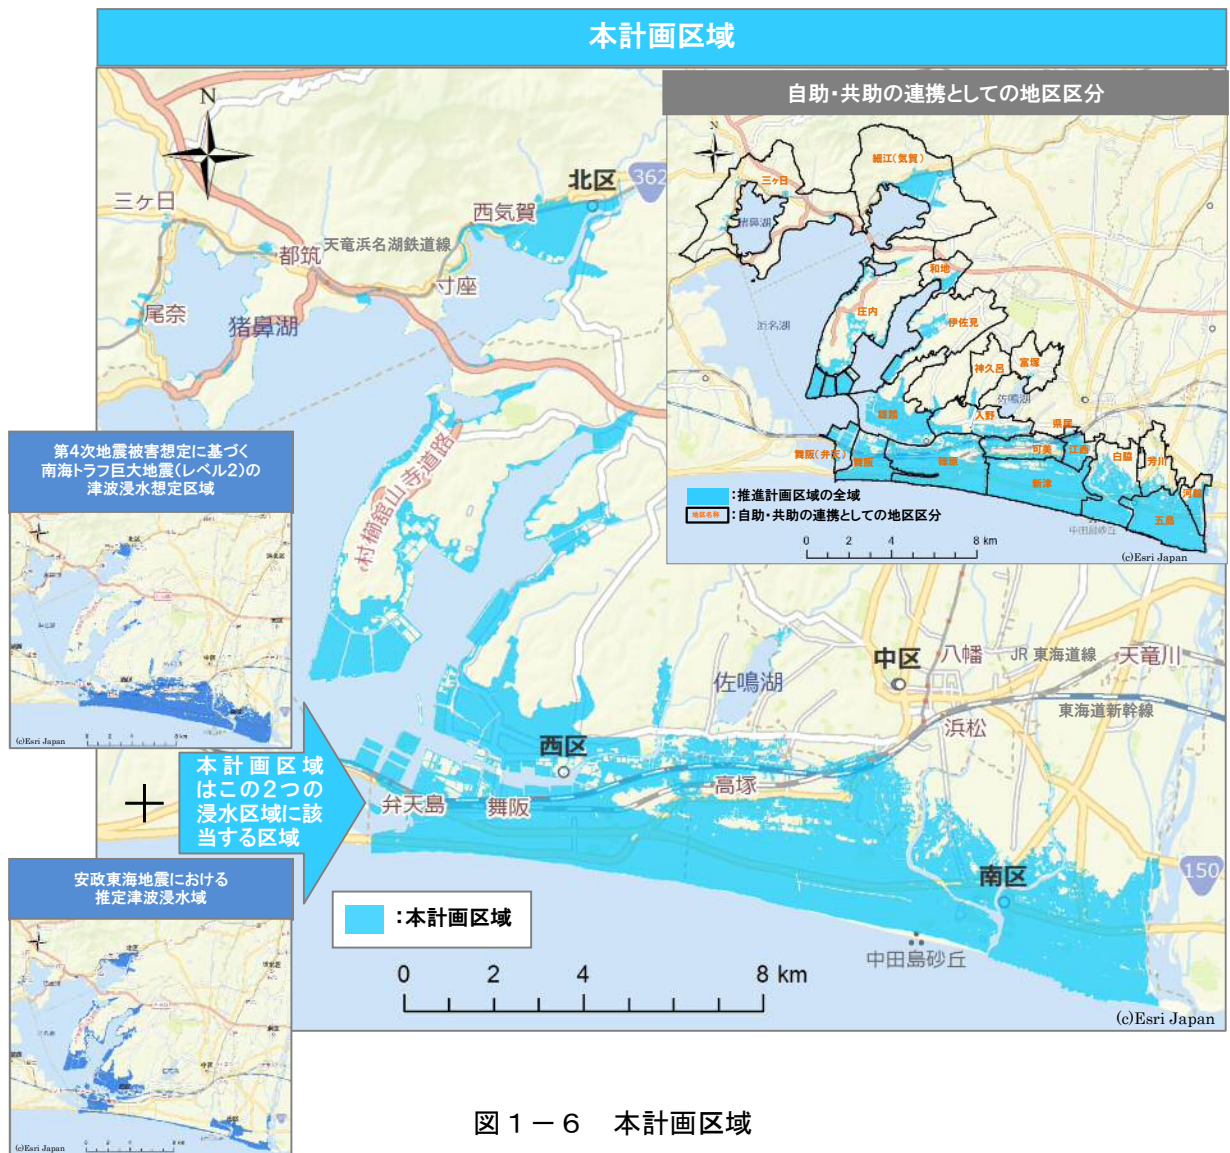 本計画区域
N
三ヶ日
都筑
天竜浜名湖鉄道線
西気賀
北区
362
寸座
尾奈
猪鼻湖
村櫛舘山寺道路
佐鳴湖
中区
八幡
JR 東海道線
天竜川
東海道新幹線
浜松
西区
高塚
弁天島
舞阪
南区
150
中田島砂丘
:本計画区域
0 2 4 8 km
(c)Esri Japan
自助・共助の連携としての地区区分
N
細江(気賀)
三ヶ日
猪鼻湖
和地
庄内
浜名湖
伊佐見
神久呂
富塚
佐鳴湖
雄踏
入野
県居
舞阪(弁天)
舞阪
篠原
可美
江西
白脇
芳川
新津
河輪
五島
中田島砂丘
:推進計画区域の全域
地区名称
:自助・共助の連携としての地区区分
0 2 4 8 km
(c)Esri Japan
第4次地震被害想定に基づく
南海トラフ巨大地震(レベル2)の
津波浸水想定区域
(c)Esri Japan
本計画区域
はこの2つの
浸水区域に該
当する区域
安政東海地震における
推定津波浸水域
(c)Esri Japan
図1-6 本計画区域